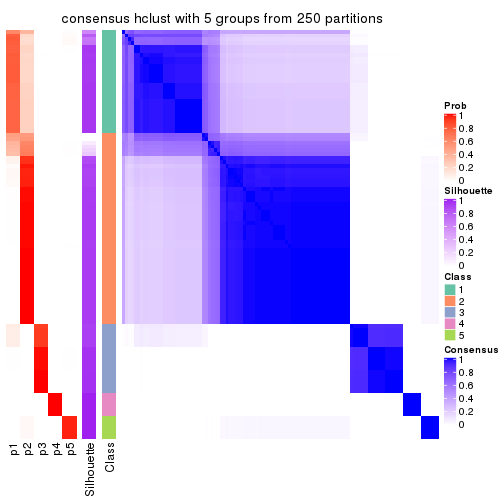 consensus hclust with 5 groups from 250 partitions
Prob
1
0.8
0.6
0.4
0.2
0
Silhouette
1
0.8
0.6
0.4
0.2
0
Class
1
2
3
4
5
Consensus
1
0.8
0.6
0.4
0.2
0
p1
p2
p3
p4
p5
Silhouette
Class